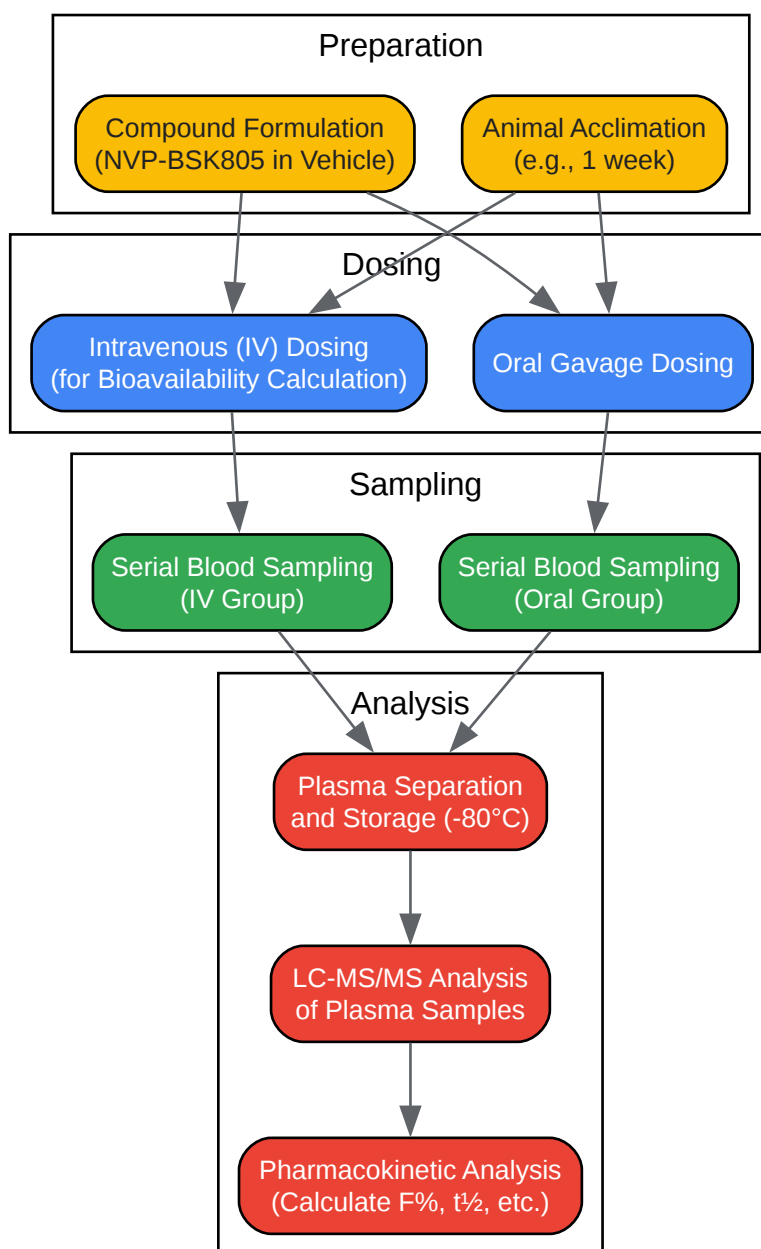 Preparation
Compound Formulation
(NVP-BSK805 in Vehicle)
Animal Acclimation
(e.g., 1 week)
Dosing
Intravenous (IV) Dosing
(for Bioavailability Calculation)
Oral Gavage Dosing
Sampling
Serial Blood Sampling
(IV Group)
Serial Blood Sampling
(Oral Group)
Analysis
Plasma Separation
and Storage (-80°C)
LC-MS/MS Analysis
of Plasma Samples
Pharmacokinetic Analysis
(Calculate F%, t½, etc.)